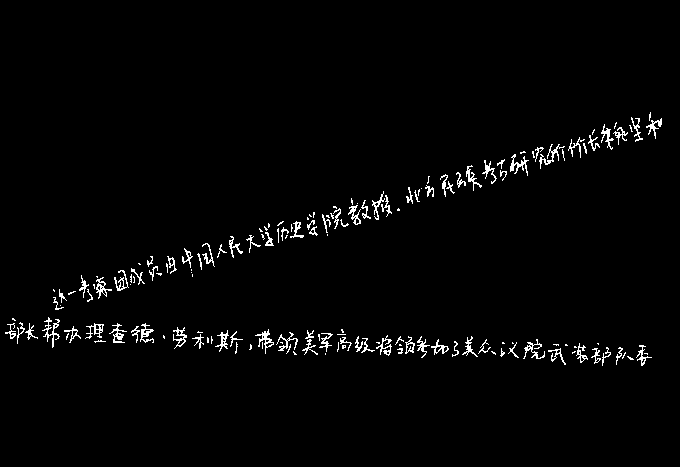 这一考察团成员由中国人民大学历史学院教授、北方民族考古研究所所长魏坚和
部长帮办理查德·劳利斯,带领美军高级将领参加了美众议院武装部队委